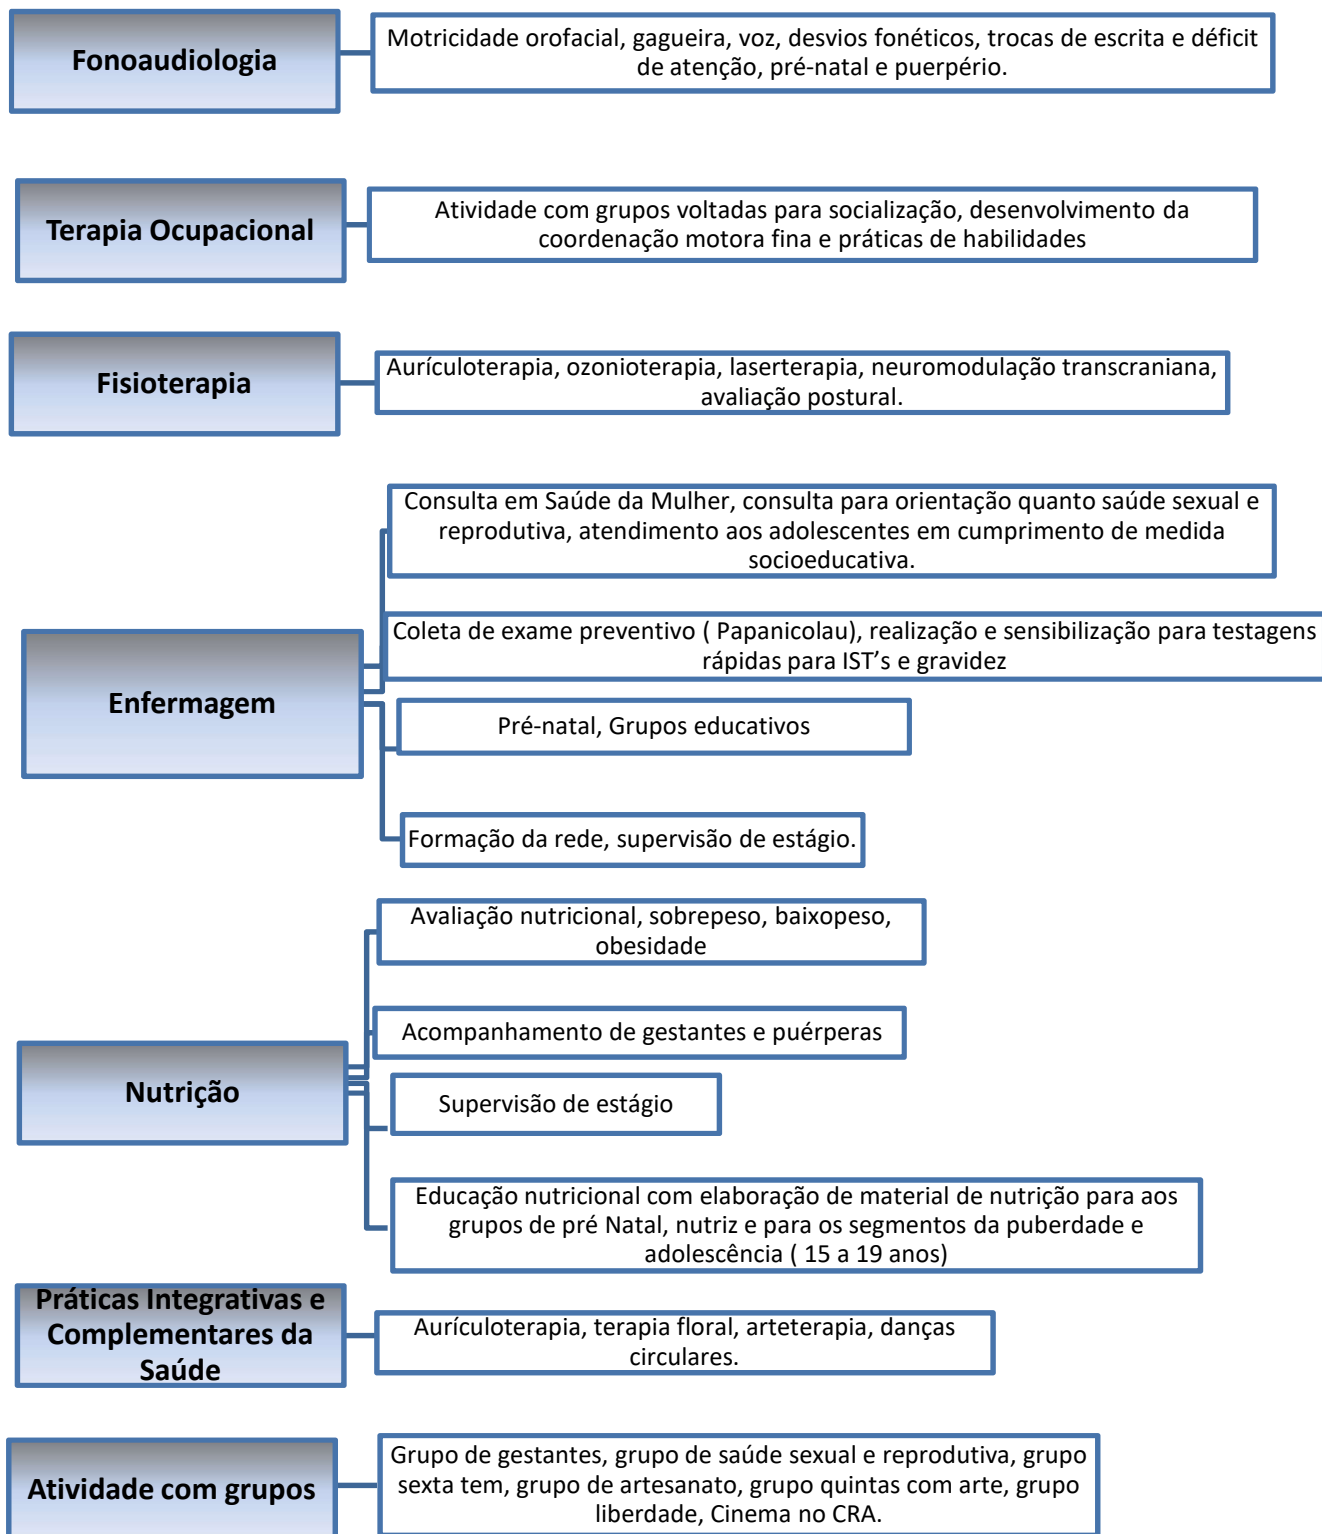 Fonoaudiologia
Motricidade orofacial, gagueira, voz, desvios fonéticos, trocas de escrita e déficit
de atenção, pré-natal e puerpério.
Terapia Ocupacional
Atividade com grupos voltadas para socialização, desenvolvimento da
coordenação motora fina e práticas de habilidades
Fisioterapia
Aurículoterapia, ozonioterapia, laserterapia, neuromodulação transcraniana,
avaliação postural.
Enfermagem
Consulta em Saúde da Mulher, consulta para orientação quanto saúde sexual e
reprodutiva, atendimento aos adolescentes em cumprimento de medida
socioeducativa.
Coleta de exame preventivo ( Papanicolau), realização e sensibilização para testagens
rápidas para IST’s e gravidez
Pré-natal, Grupos educativos
Formação da rede, supervisão de estágio.
Nutrição
Avaliação nutricional, sobrepeso, baixopeso,
obesidade
Acompanhamento de gestantes e puérperas
Supervisão de estágio
Educação nutricional com elaboração de material de nutrição para aos
grupos de pré Natal, nutriz e para os segmentos da puberdade e
adolescência ( 15 a 19 anos)
Práticas Integrativas e
Complementares da
Saúde
Aurículoterapia, terapia floral, arteterapia, danças
circulares.
Atividade com grupos
Grupo de gestantes, grupo de saúde sexual e reprodutiva, grupo
sexta tem, grupo de artesanato, grupo quintas com arte, grupo
liberdade, Cinema no CRA.